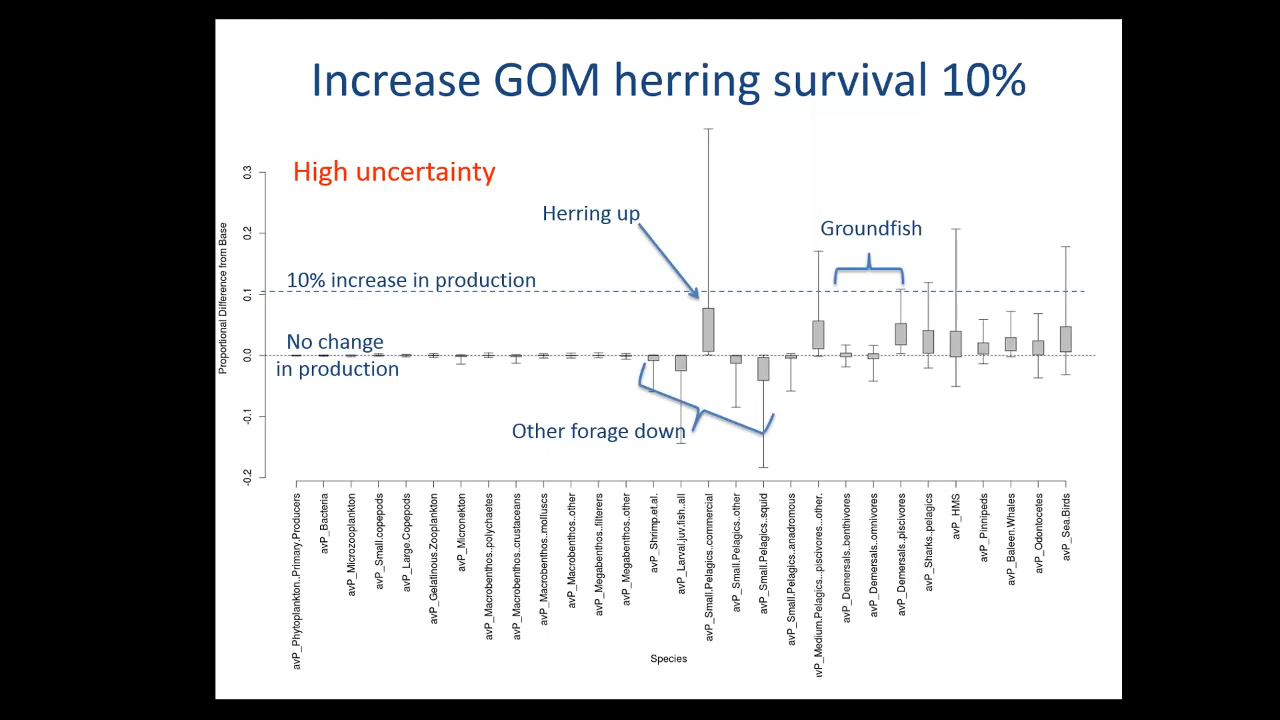 Increase GOM herring survival 10%
High uncertainty
Herring up
Groundfish
10% increase in production
No change
in production
Other forage down
Proportional Difference from Base
0.3
0.2
0.1
0.0
-0.1
-0.2
avP_Phytoplankton..Primary.Producers
avP_Bacteria
avP_Microzooplankton
avP_Small.copepods
avP_Large.Copepods
avP_Gelatinous.Zooplankton
avP_Micronekton
avP_Macrobenthos..polychaetes
avP_Macrobenthos..crustaceans
avP_Macrobenthos..molluscs
avP_Macrobenthos..other
avP_Megabenthos..filterers
avP_Megabenthos..other
avP_Shrimp.et.al.
avP_Larval.juv.fish..all
avP_Small.Pelagics..commercial
avP_Small.Pelagics..other
avP_Small.Pelagics..squid
avP_Small.Pelagics..anadromous
vP_Medium.Pelagics...piscivores...other.
avP_Demersals..benthivores
avP_Demersals..omnivores
avP_Demersals..piscivores
avP_Sharks..pelagics
avP_HMS
avP_Pinnipeds
avP_Baleen.Whales
avP_Odontocetes
avP_Sea.Birds
Species